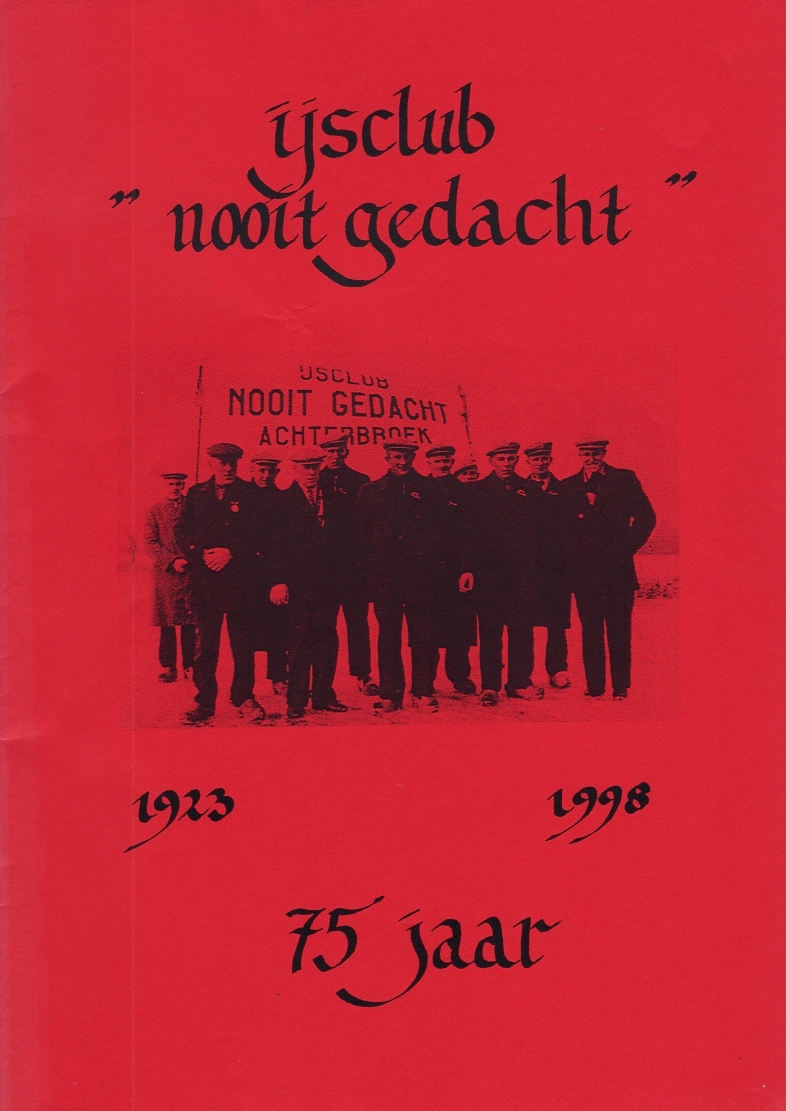 ijsclub
„ nooit gedacht ”
IJSCLUB
NOOIT GEDACHT
ACHTERBROEK
1923 1998
75 jaar